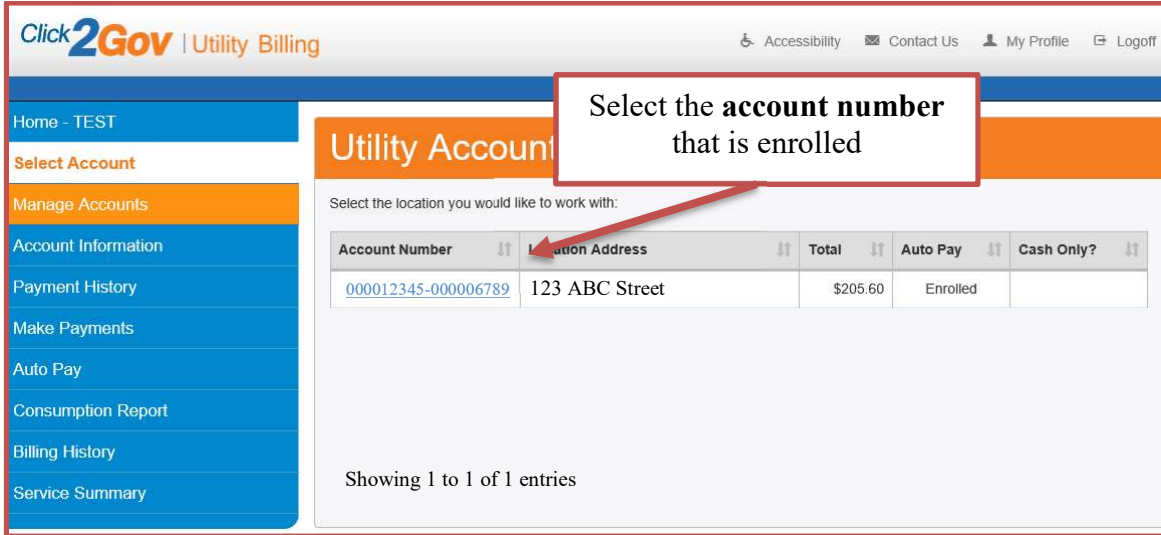 Click2Gov | Utility Billing
Accessibility Contact Us My Profile Logoff
Home - TEST
Select Account
Manage Accounts
Account Information
Payment History
Make Payments
Auto Pay
Consumption Report
Billing History
Service Summary
Select the account number
that is enrolled
Utility Accoun
Select the location you would like to work with:
Account Number Location Address Total Auto Pay Cash Only?
000012345-000006789 123 ABC Street $205.60 Enrolled
Showing 1 to 1 of 1 entries